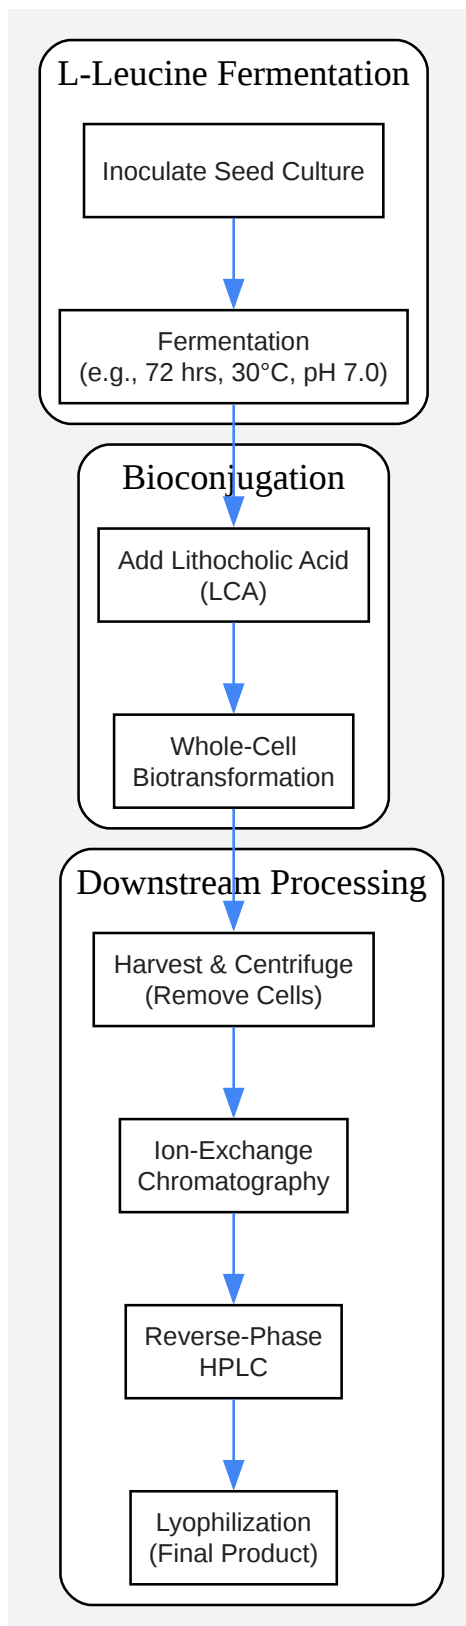 L-Leucine Fermentation
Inoculate Seed Culture
Fermentation
(e.g., 72 hrs, 30°C, pH 7.0)
Bioconjugation
Add Lithocholic Acid
(LCA)
Whole-Cell
Biotransformation
Downstream Processing
Harvest & Centrifuge
(Remove Cells)
Ion-Exchange
Chromatography
Reverse-Phase
HPLC
Lyophilization
(Final Product)